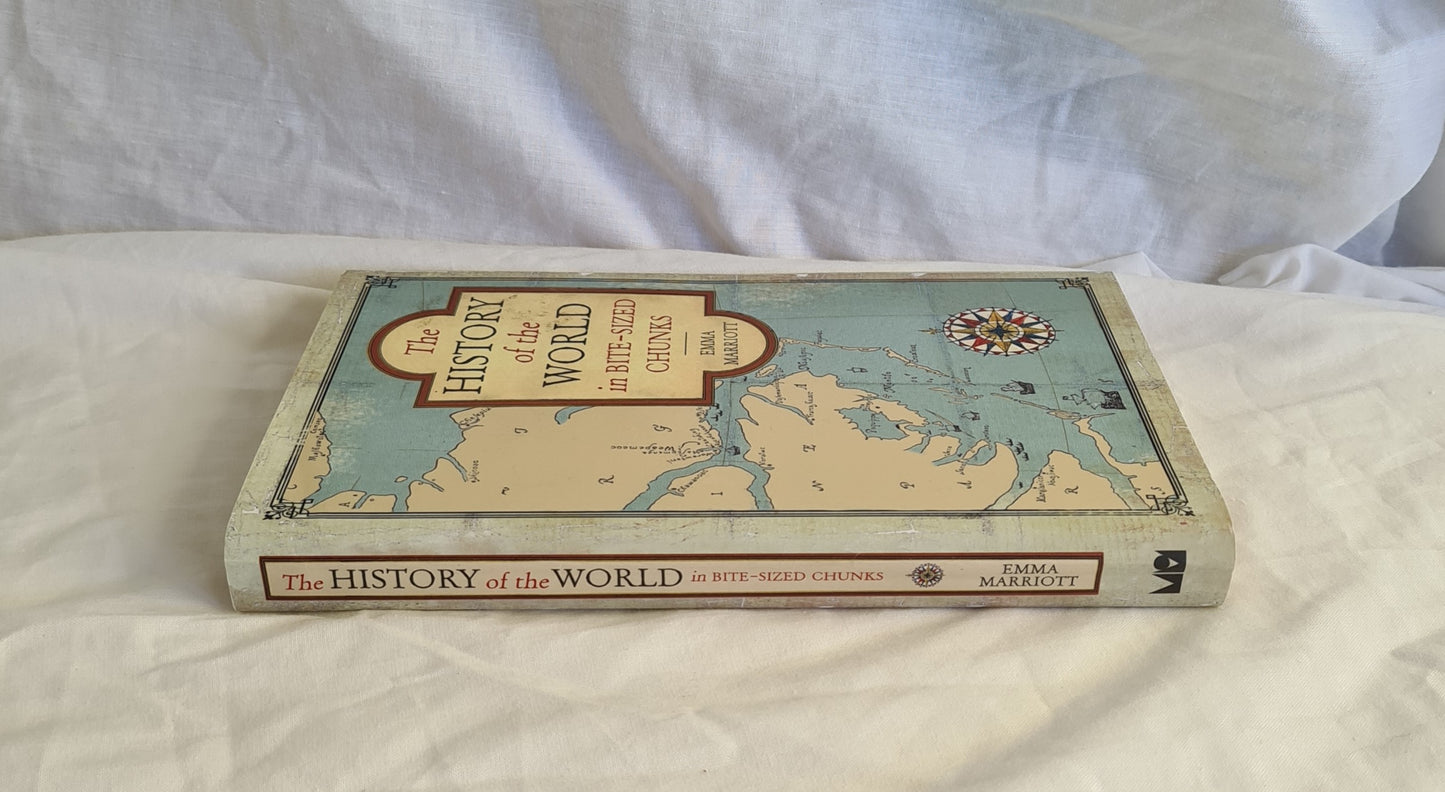 The
HISTORY
of the
WORLD
in BITE-SIZED
CHUNKS
EMMA
MARRIOTT
The HISTORY of the WORLD in BITE-SIZED CHUNKS
EMMA
MARRIOTT